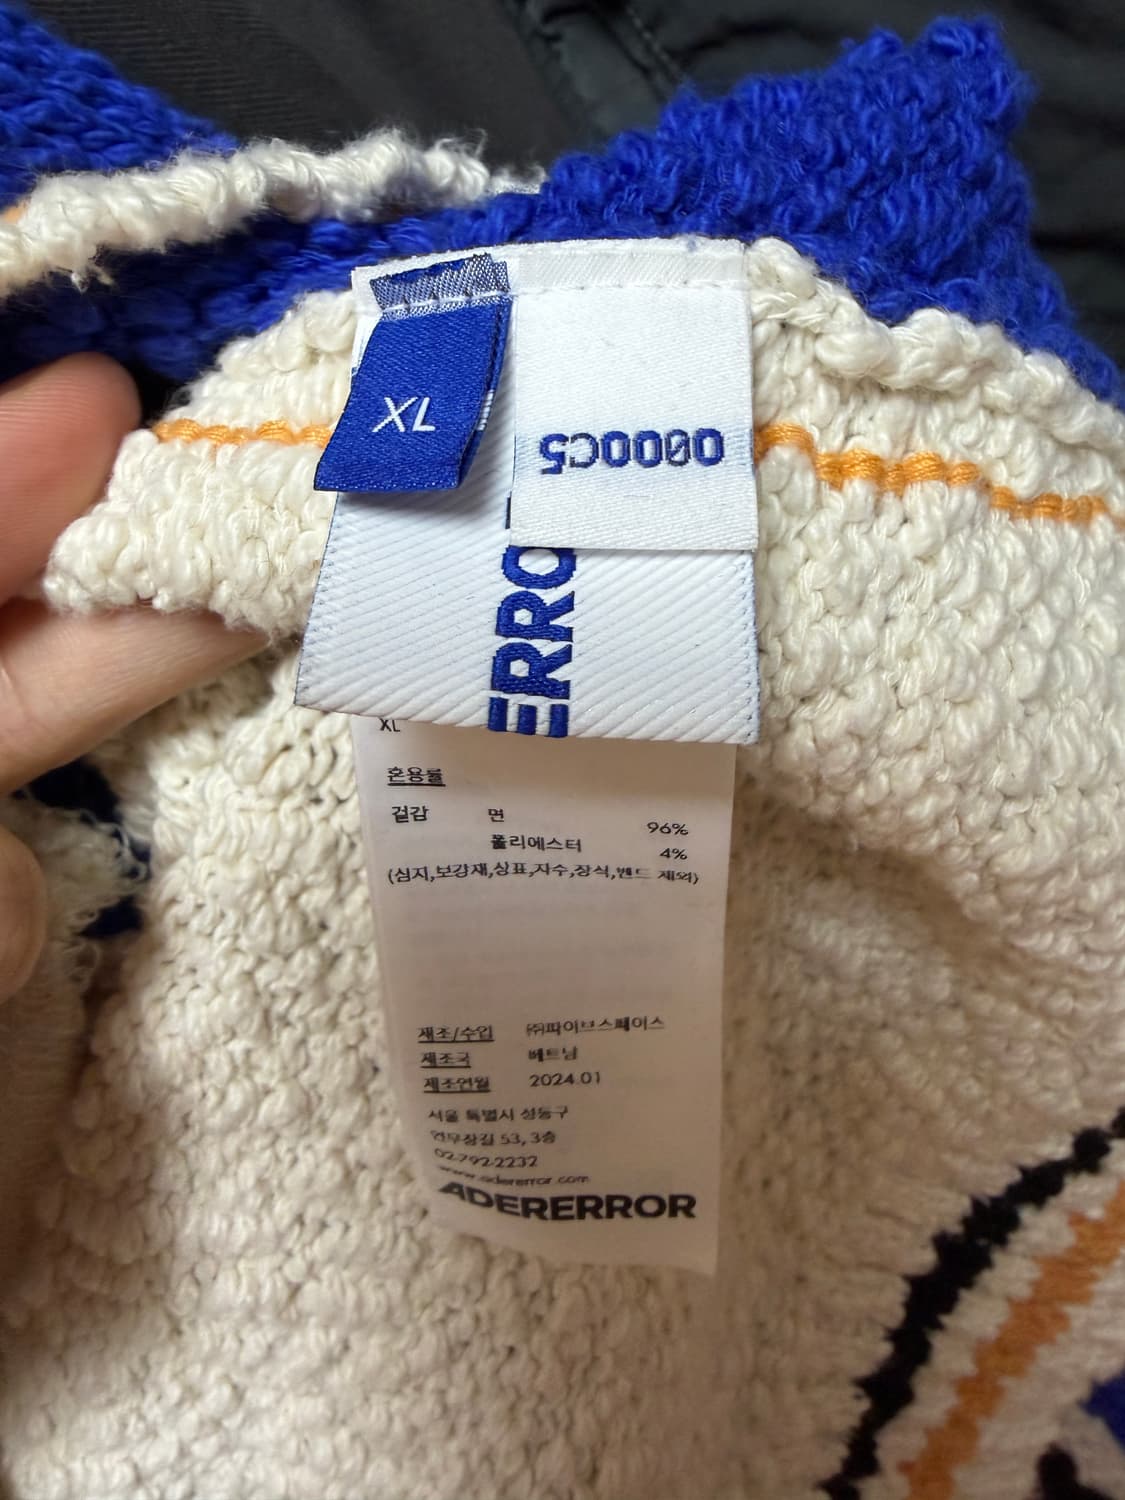 XL
0000C5
ERRO
XL
혼용률
겉감 면 96%
폴리에스터 4%
(심지,보강재,상표,자수,장식,밴드 제외)
제조/수입 ㈜파이브스페이스
제조국 베트남
제조연월 2024.01
서울 특별시 성동구
연무장길 53, 3층
02-792-2232
www.adererror.com
ADERERROR